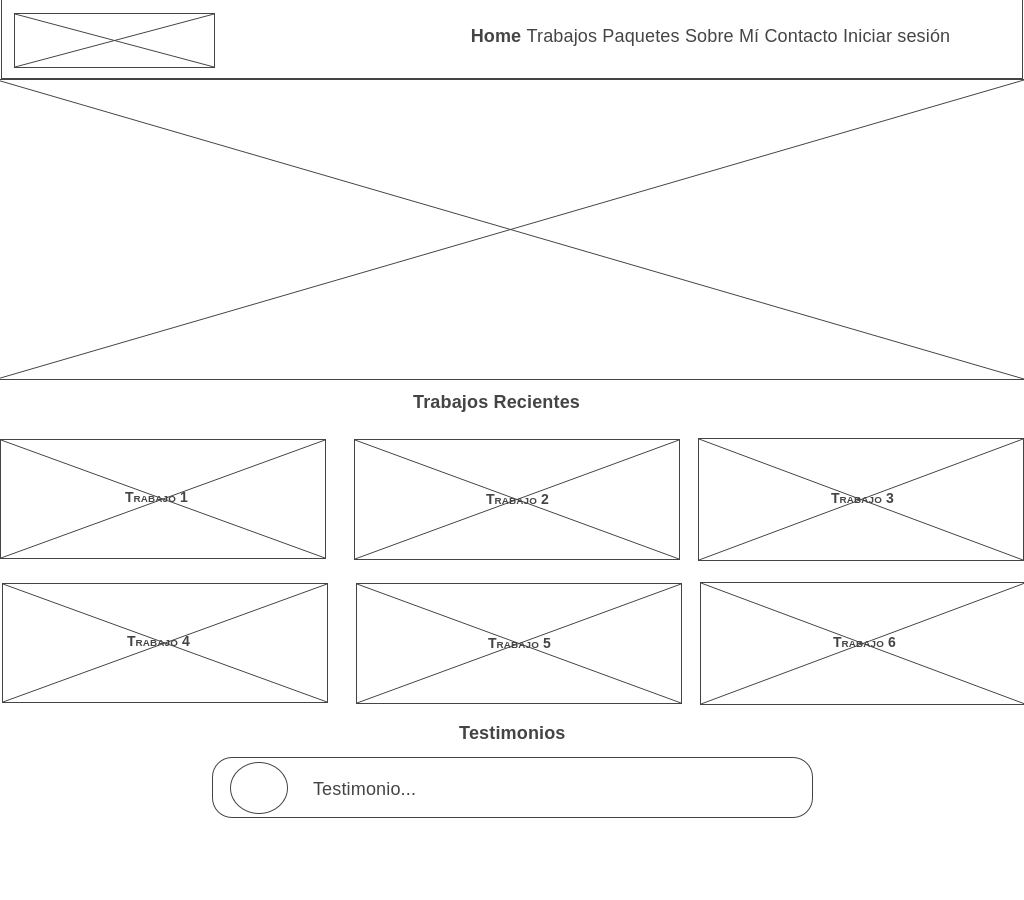 Home Trabajos Paquetes Sobre Mí Contacto Iniciar sesión
Trabajos Recientes
Trabajo 1
Trabajo 2
Trabajo 3
Trabajo 4
Trabajo 5
Trabajo 6
Testimonios
Testimonio...